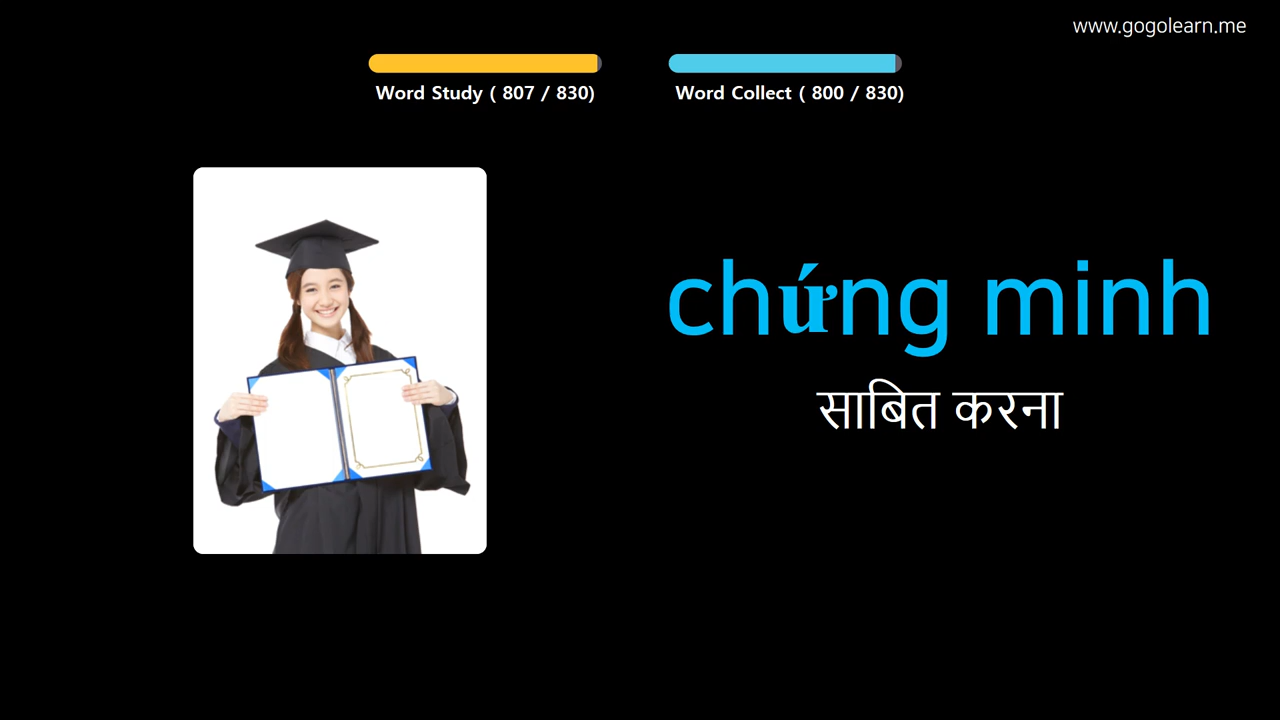 www.gogolearn.me
Word Study ( 807 / 830)
Word Collect ( 800 / 830)
chứng minh
साबित करना